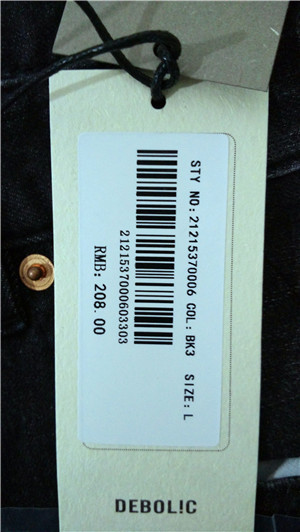 STY NO:21215370006 COL:BK3 SIZE:L
2121537000603303
RMB:208.00
DEBOL!C